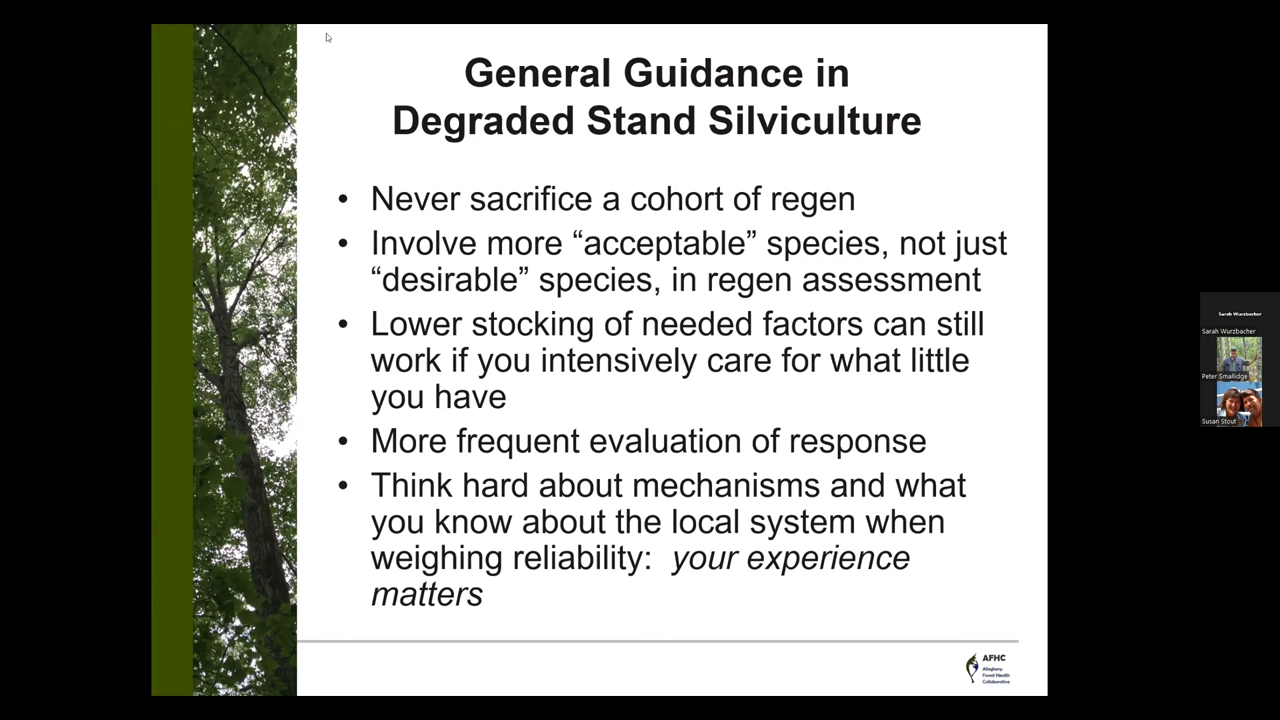 General Guidance in
Degraded Stand Silviculture
• Never sacrifice a cohort of regen
• Involve more “acceptable” species, not just
“desirable” species, in regen assessment
• Lower stocking of needed factors can still
work if you intensively care for what little
you have
• More frequent evaluation of response
• Think hard about mechanisms and what
you know about the local system when
weighing reliability: your experience
matters
AFHC
Allegheny
Forest Health
Collaborative
Sarah Wurzbacher
Sarah Wurzbacher
Peter Smallidge
Susan Stout